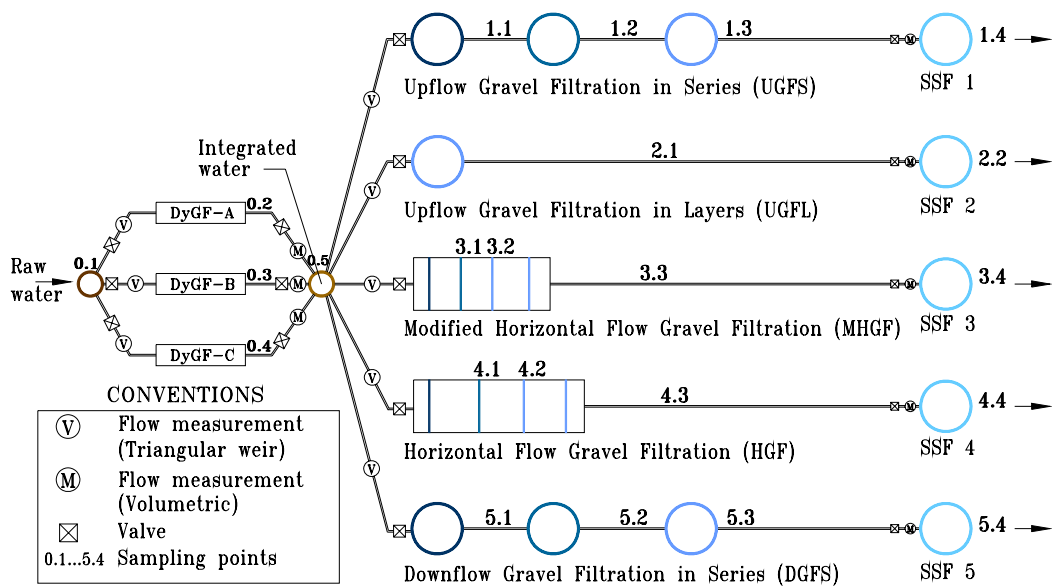 1.1 1.2 1.3 1.4
Upflow Gravel Filtration in Series (UGFS)
SSF 1
V
M
Integrated
water
2.1 2.2
Upflow Gravel Filtration in Layers (UGFL)
SSF 2
V
M
Raw
water
0.1
V
DyGF-A
0.2
M
V
DyGF-B
0.3
M
V
DyGF-C
0.4
M
0.5
3.1 3.2
3.3 3.4
V
M
Modified Horizontal Flow Gravel Filtration (MHGF)
SSF 3
4.1 4.2
4.3 4.4
V
M
Horizontal Flow Gravel Filtration (HGF)
SSF 4
5.1 5.2 5.3 5.4
V
M
Downflow Gravel Filtration in Series (DGFS)
SSF 5
CONVENTIONS
V Flow measurement
(Triangular weir)
M Flow measurement
(Volumetric)
Valve
0.1...5.4 Sampling points